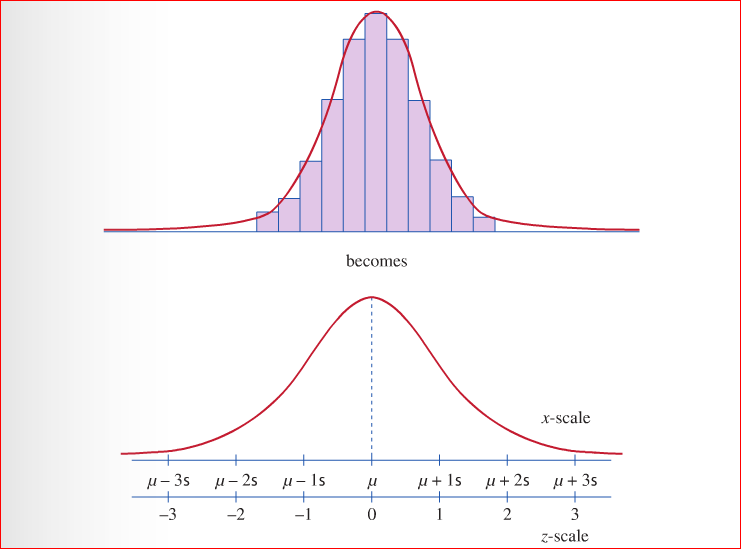 becomes
x-scale
μ – 3s μ – 2s μ – 1s μ μ + 1s μ + 2s μ + 3s
–3 –2 –1 0 1 2 3
z-scale